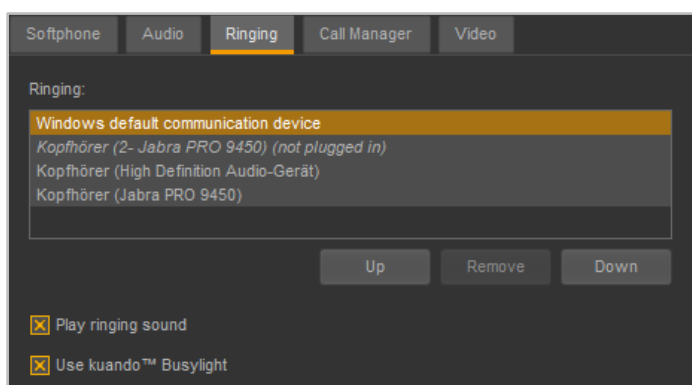 Softphone Audio Ringing Call Manager Video
Ringing:
Windows default communication device
Kopfhörer (2- Jabra PRO 9450) (not plugged in)
Kopfhörer (High Definition Audio-Gerät)
Kopfhörer (Jabra PRO 9450)
Up Remove Down
Play ringing sound
Use kuando™ Busylight